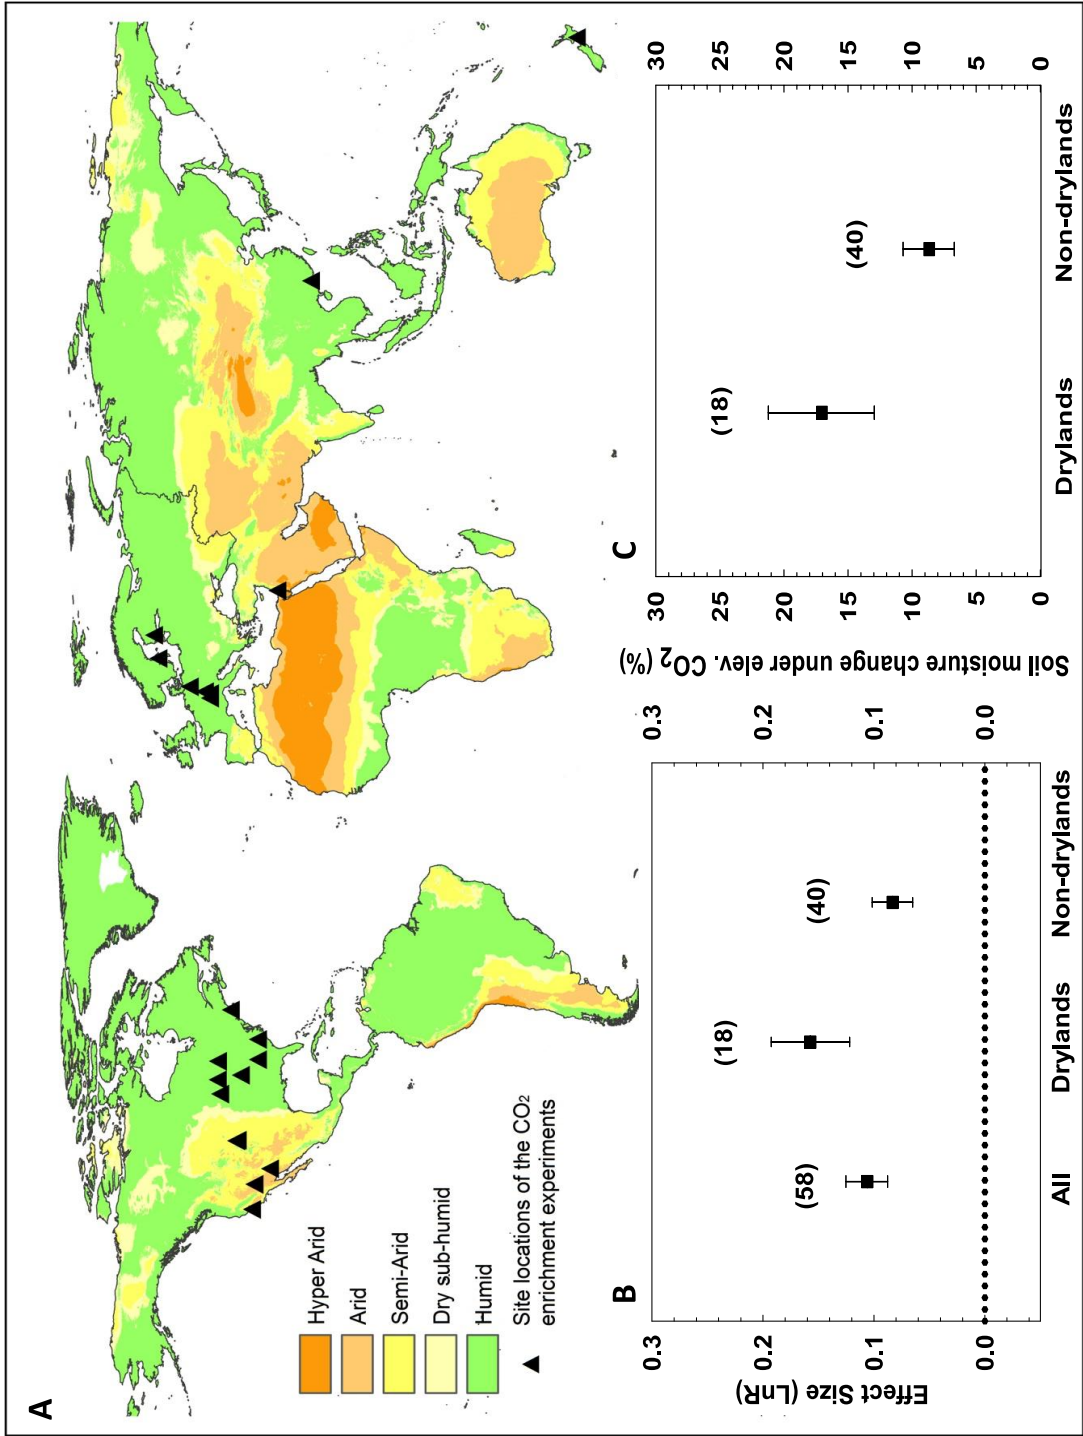 A
Hyper Arid
Arid
Semi-Arid
Dry sub-humid
Humid
Site locations of the CO₂
enrichment experiments
B
Effect Size (LnR)
0.3
0.2
0.1
0.0
(58)
(18)
(40)
All
Drylands
Non-drylands
0.3
0.2
0.1
0.0
C
Soil moisture change under elev. CO₂ (%)
30
25
20
15
10
5
0
(18)
(40)
Drylands
Non-drylands
30
25
20
15
10
5
0